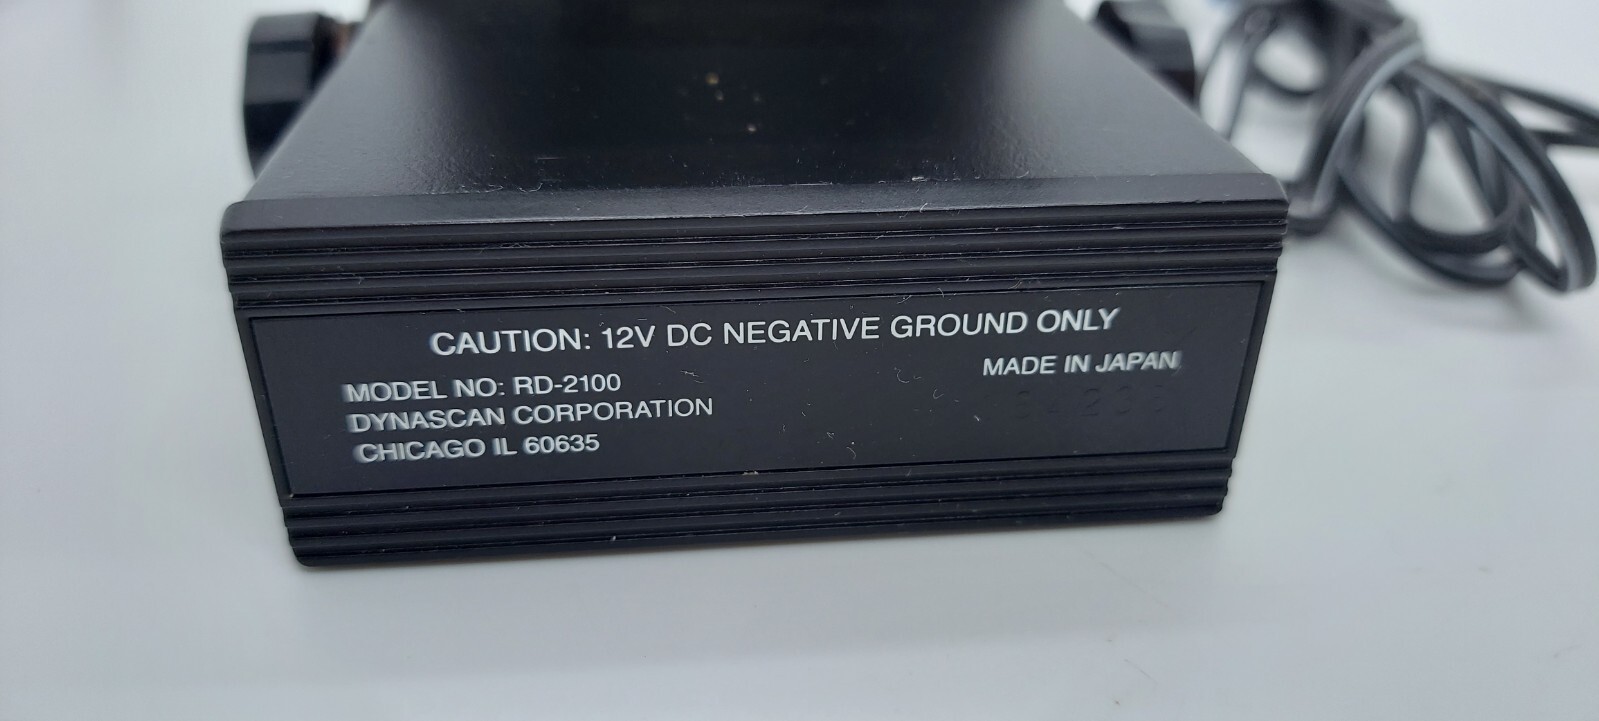 CAUTION: 12V DC NEGATIVE GROUND ONLY
MODEL NO: RD-2100
MADE IN JAPAN
DYNASCAN CORPORATION
CHICAGO IL 60635